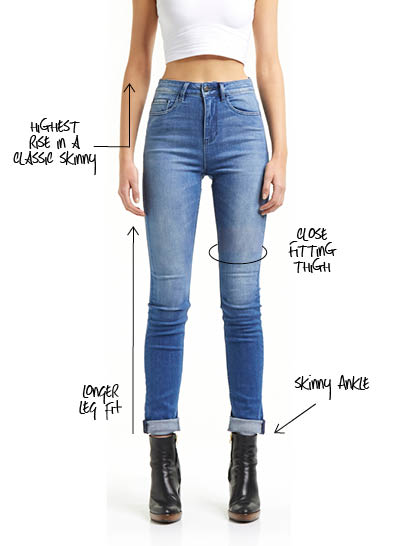 HiGHEST
RISE iN A
CLASSiC SKiNNY
CLOSE
FiTTiNG
THiGH
LONGER
LEG FiT
SKiNNY ANKLE